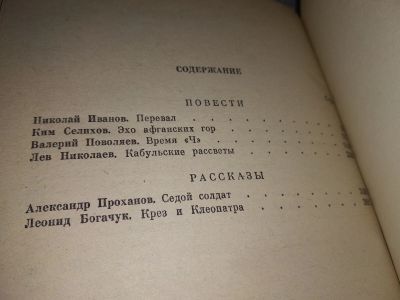 СОДЕРЖАНИЕ
ПОВЕСТИ
Николай Иванов. Перевал
Ким Селихов. Эхо афганских гор
Валерий Поволяев. Время «Ч»
Лев Николаев. Кабульские рассветы
РАССКАЗЫ
Александр Проханов. Седой солдат
Леонид Богачук. Крез и Клеопатра